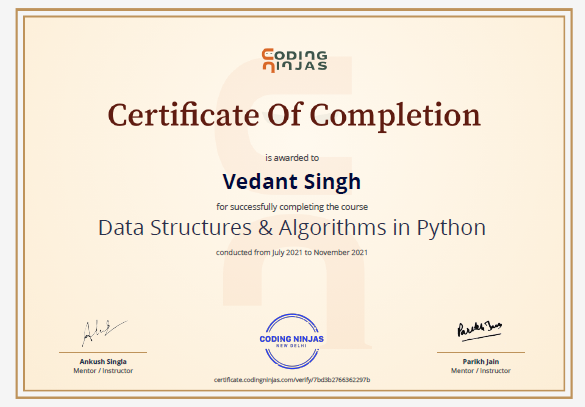 CODING
NINJAS
Certificate Of Completion
is awarded to
Vedant Singh
for successfully completing the course
Data Structures & Algorithms in Python
conducted from July 2021 to November 2021
Parikh Jain
CODING NINJAS
NEW DELHI
Ankush Singla
Mentor / Instructor
Parikh Jain
Mentor / Instructor
certificate.codingninjas.com/verify/7bd3b2766362297b